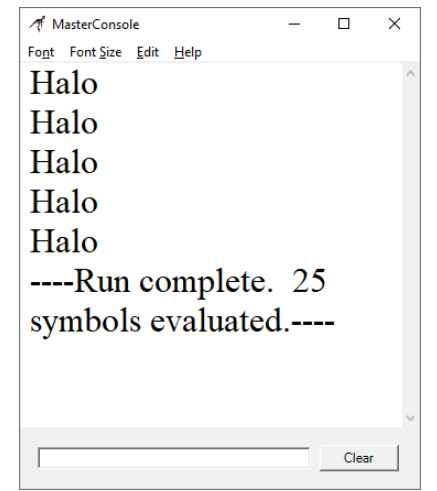 MasterConsole
Font Font Size Edit Help
Halo
Halo
Halo
Halo
Halo
----Run complete.  25
symbols evaluated.----
Clear